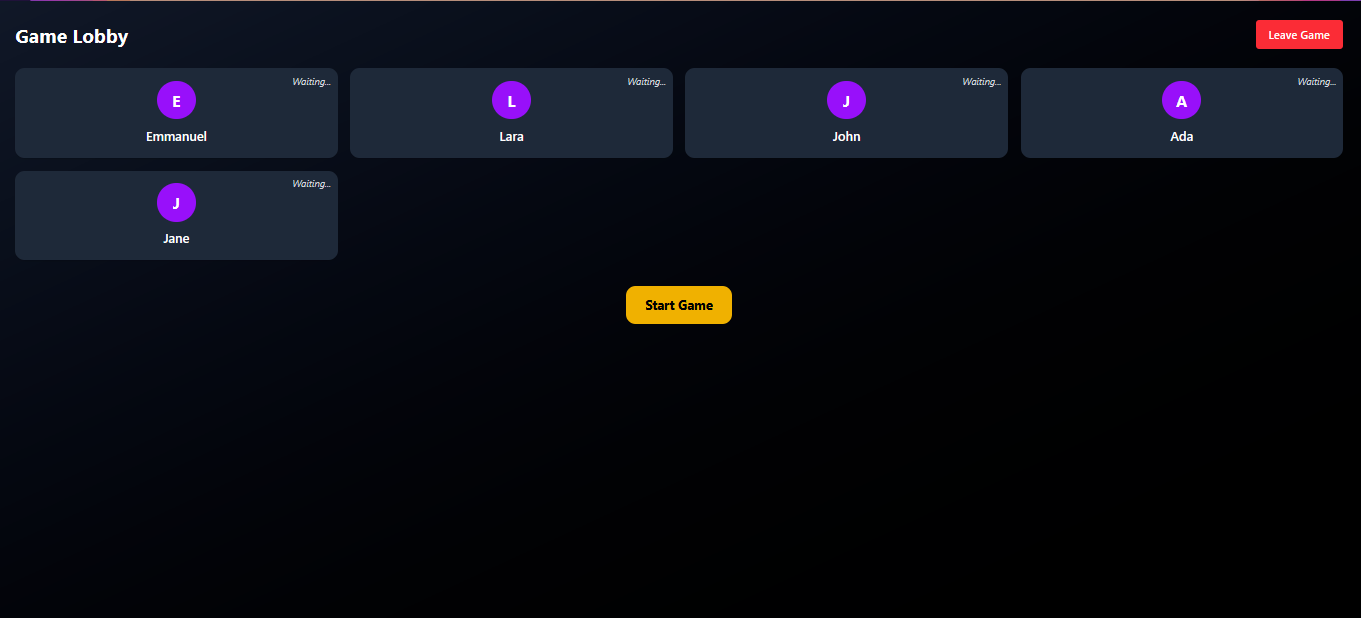 Game Lobby
Leave Game
Waiting...
E
Emmanuel
Waiting...
L
Lara
Waiting...
J
John
Waiting...
A
Ada
Waiting...
J
Jane
Start Game